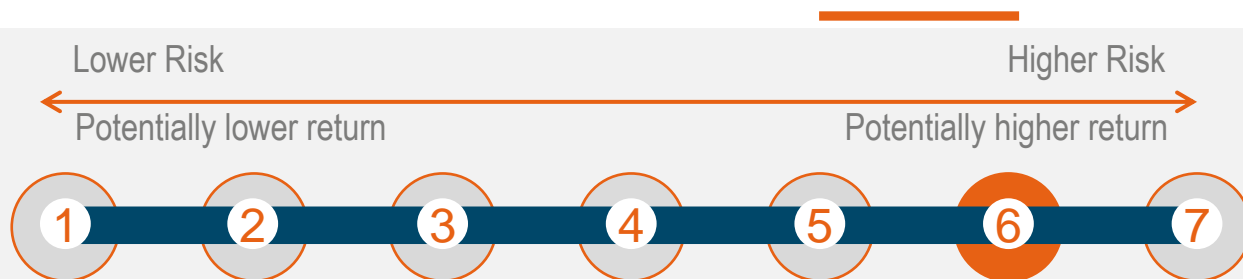 Lower Risk Higher Risk
Potentially lower return Potentially higher return
1 2 3 4 5 6 7